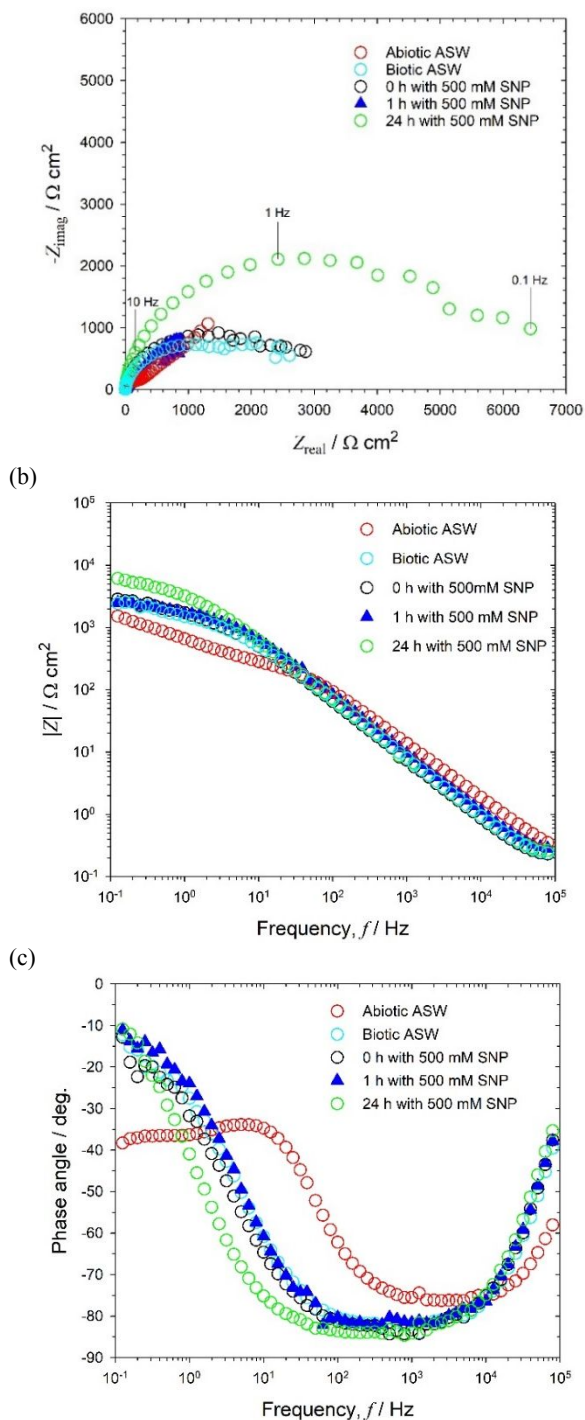 6000
5000
4000
3000
2000
1000
0
-Z imag / Ω cm²
Abiotic ASW
Biotic ASW
0 h with 500 mM SNP
1 h with 500 mM SNP
24 h with 500 mM SNP
1 Hz
10 Hz
0.1 Hz
0 1000 2000 3000 4000 5000 6000 7000
Z real / Ω cm²
(b)
10⁵
10⁴
10³
10²
10¹
10⁰
10⁻¹
|Z| / Ω cm²
Abiotic ASW
Biotic ASW
0 h with 500mM SNP
1 h with 500 mM SNP
24 h with 500 mM SNP
10⁻¹ 10⁰ 10¹ 10² 10³ 10⁴ 10⁵
Frequency, f / Hz
(c)
0
-10
-20
-30
-40
-50
-60
-70
-80
-90
Phase angle / deg.
Abiotic ASW
Biotic ASW
0 h with 500 mM SNP
1 h with 500 mM SNP
24 h with 500 mM SNP
10⁻¹ 10⁰ 10¹ 10² 10³ 10⁴ 10⁵
Frequency, f / Hz